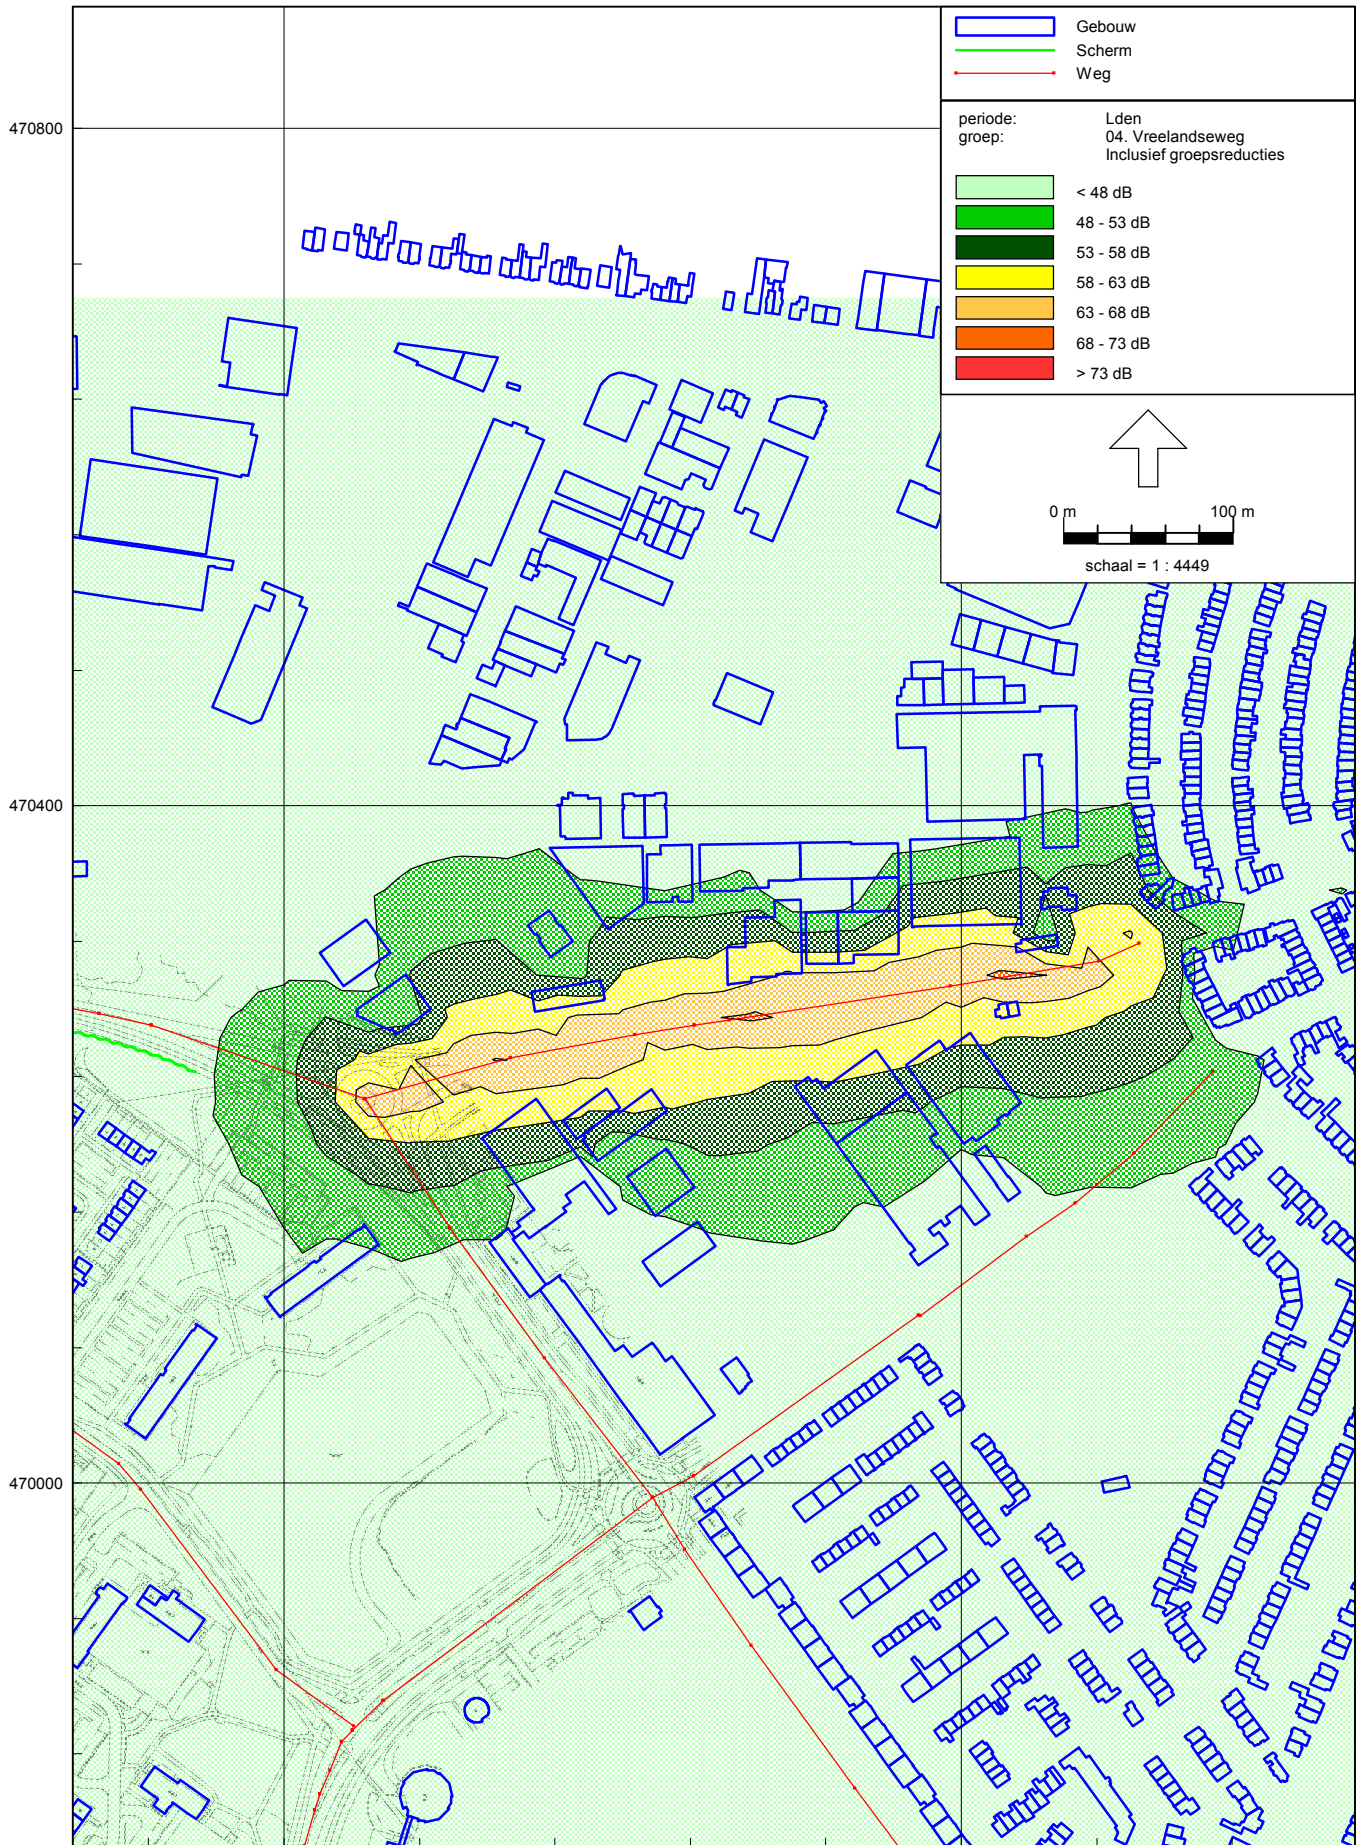 Gebouw
Scherm
Weg
periode: Lden
groep: 04. Vreelandseweg
Inclusief groepsreducties
< 48 dB
48 - 53 dB
53 - 58 dB
58 - 63 dB
63 - 68 dB
68 - 73 dB
> 73 dB
0 m 100 m
schaal = 1 : 4449
470800
470400
470000